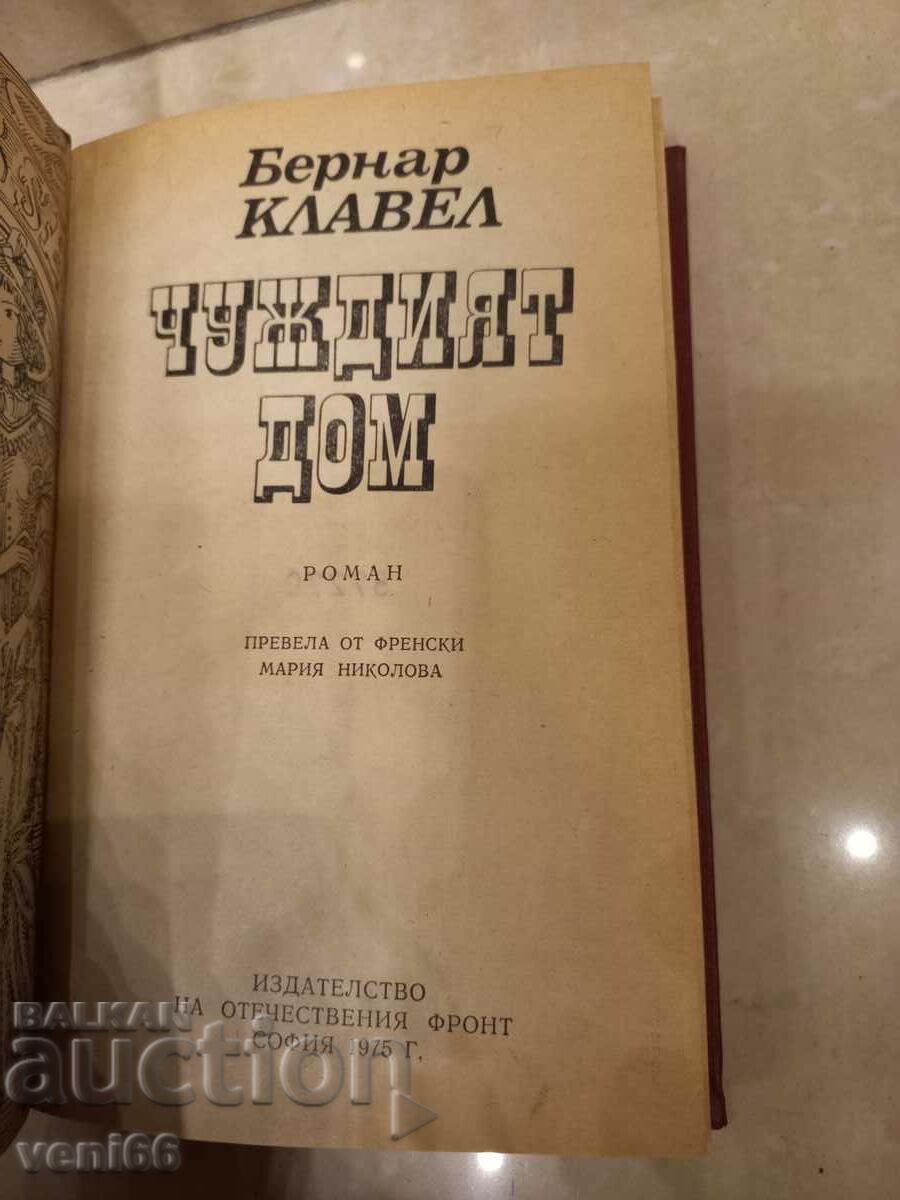 Бернар
КЛАВЕЛ
ЧУЖДИЯТ
ДОМ
РОМАН
ПРЕВЕЛА ОТ ФРЕНСКИ
МАРИЯ НИКОЛОВА
ИЗДАТЕЛСТВО
НА ОТЕЧЕСТВЕНИЯ ФРОНТ
СОФИЯ 1975 Г.
BALKAN
auction
veni66